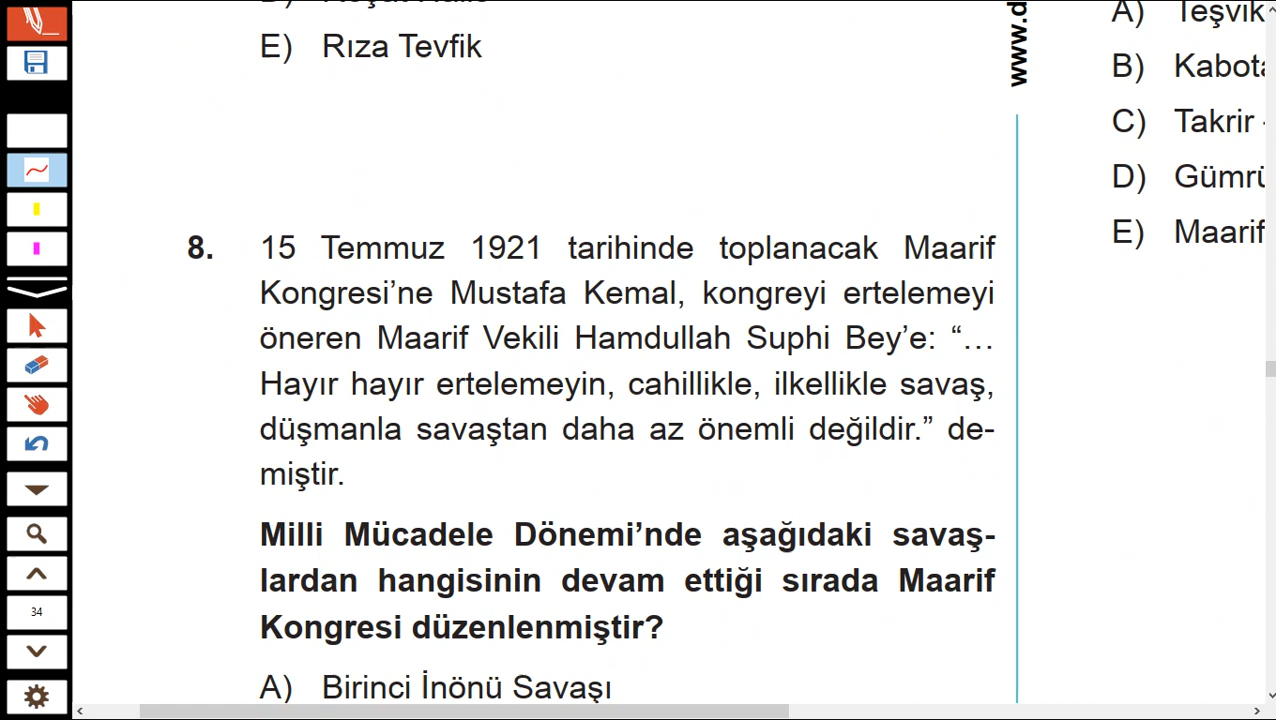 E) Rıza Tevfik
www.d
8. 15 Temmuz 1921 tarihinde toplanacak Maarif
Kongresi’ne Mustafa Kemal, kongreyi ertelemeyi
öneren Maarif Vekili Hamdullah Suphi Bey’e: “…
Hayır hayır ertelemeyin, cahillikle, ilkellikle savaş,
düşmanla savaştan daha az önemli değildir.” de-
miştir.
Milli Mücadele Dönemi’nde aşağıdaki savaş-
lardan hangisinin devam ettiği sırada Maarif
Kongresi düzenlenmiştir?
A) Birinci İnönü Savaşı
A) Teşvik
B) Kabota
C) Takrir -
D) Gümrü
E) Maarif
34